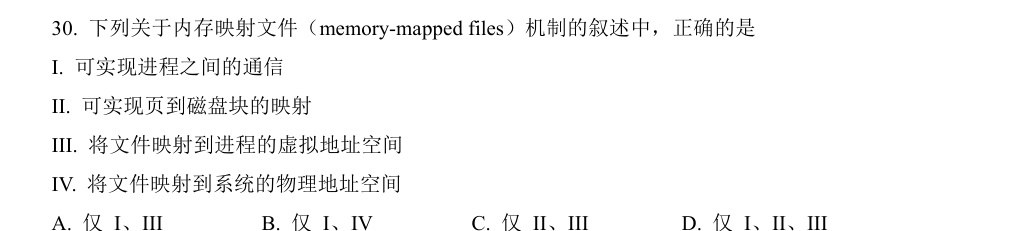 30. 下列关于内存映射文件（memory-mapped files）机制的叙述中，正确的是
I. 可实现进程之间的通信
II. 可实现页到磁盘块的映射
III. 将文件映射到进程的虚拟地址空间
IV. 将文件映射到系统的物理地址空间
A. 仅 I、III B. 仅 I、IV C. 仅 II、III D. 仅 I、II、III